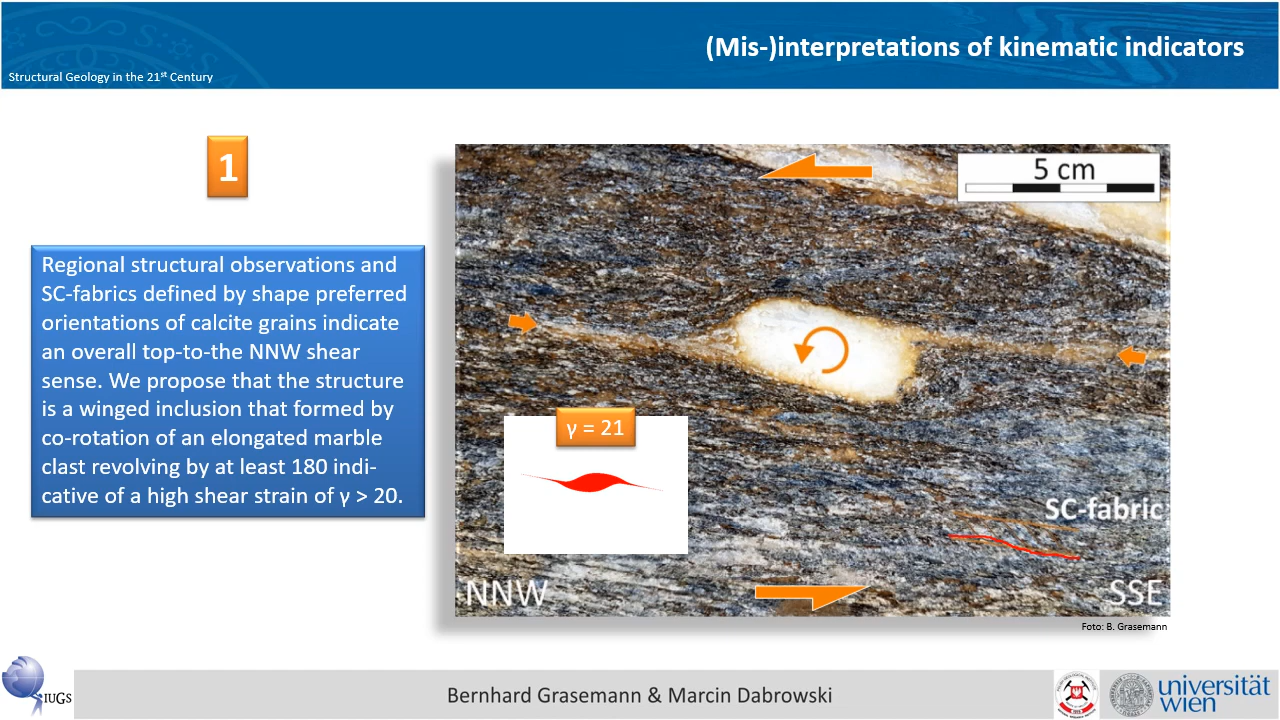 (Mis-)interpretations of kinematic indicators
Structural Geology in the 21st Century
1
Regional structural observations and
SC-fabrics defined by shape preferred
orientations of calcite grains indicate
an overall top-to-the NNW shear
sense. We propose that the structure
is a winged inclusion that formed by
co-rotation of an elongated marble
clast revolving by at least 180 indi-
cative of a high shear strain of γ > 20.
5 cm
γ = 21
SC-fabric
NNW
SSE
Foto: B. Grasemann
IUGS
Bernhard Grasemann & Marcin Dabrowski
universität
wien